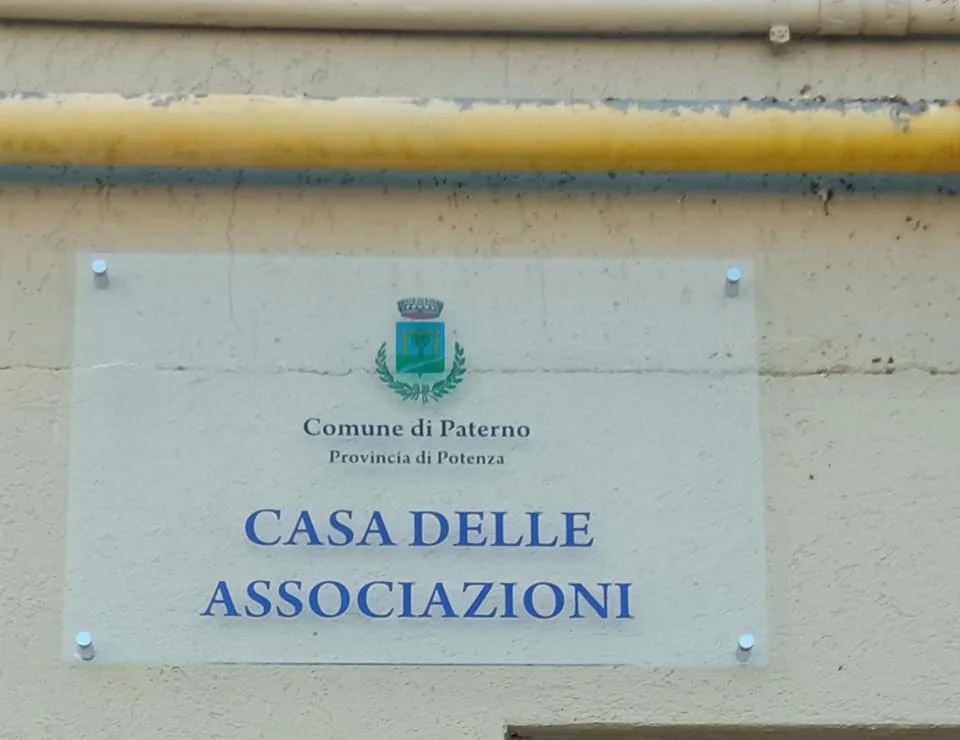 Comune di Paterno
Provincia di Potenza
CASA DELLE
ASSOCIAZIONI